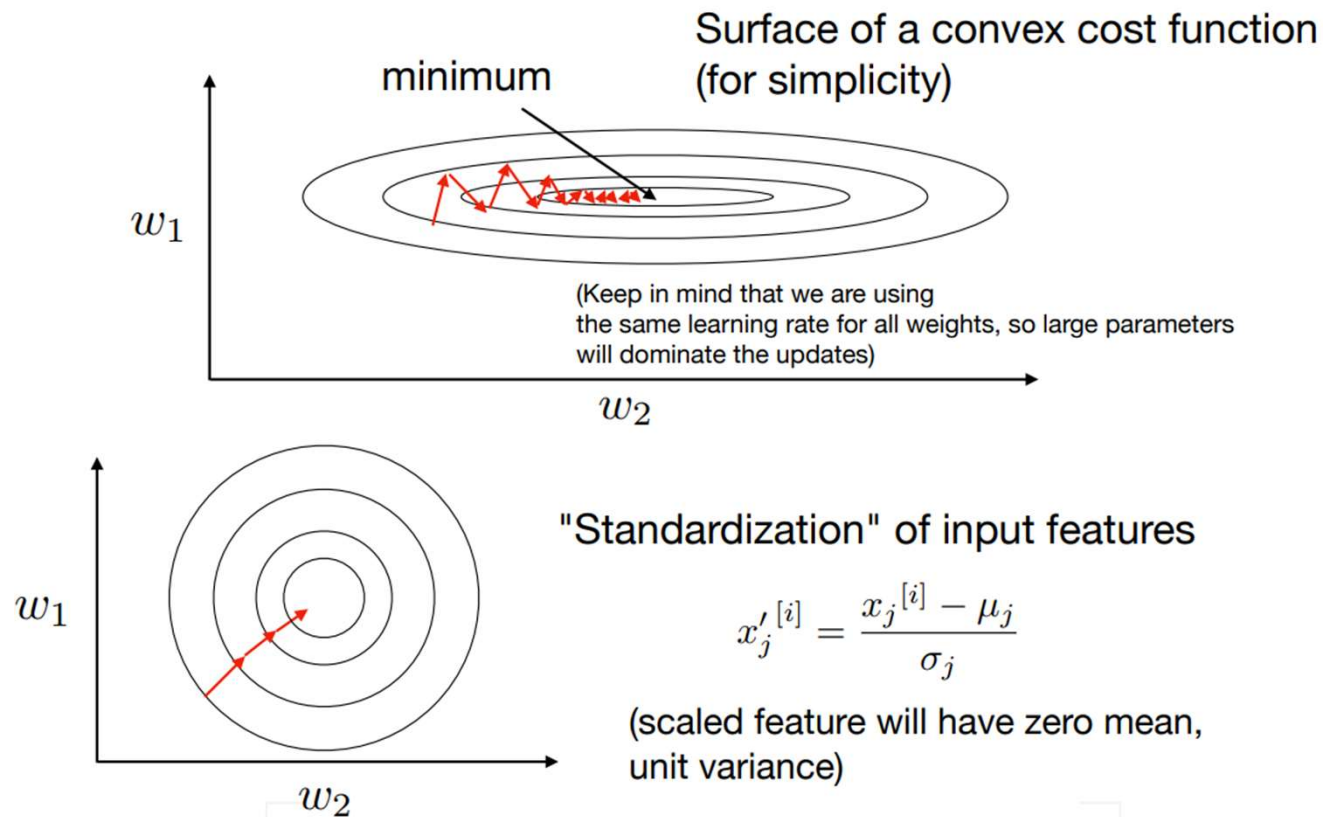 Surface of a convex cost function
(for simplicity)
minimum
w₁
(Keep in mind that we are using
the same learning rate for all weights, so large parameters
will dominate the updates)
w₂
w₁
"Standardization" of input features
x′ⱼ^[i] = (xⱼ^[i] − μⱼ) / σⱼ
(scaled feature will have zero mean,
unit variance)
w₂